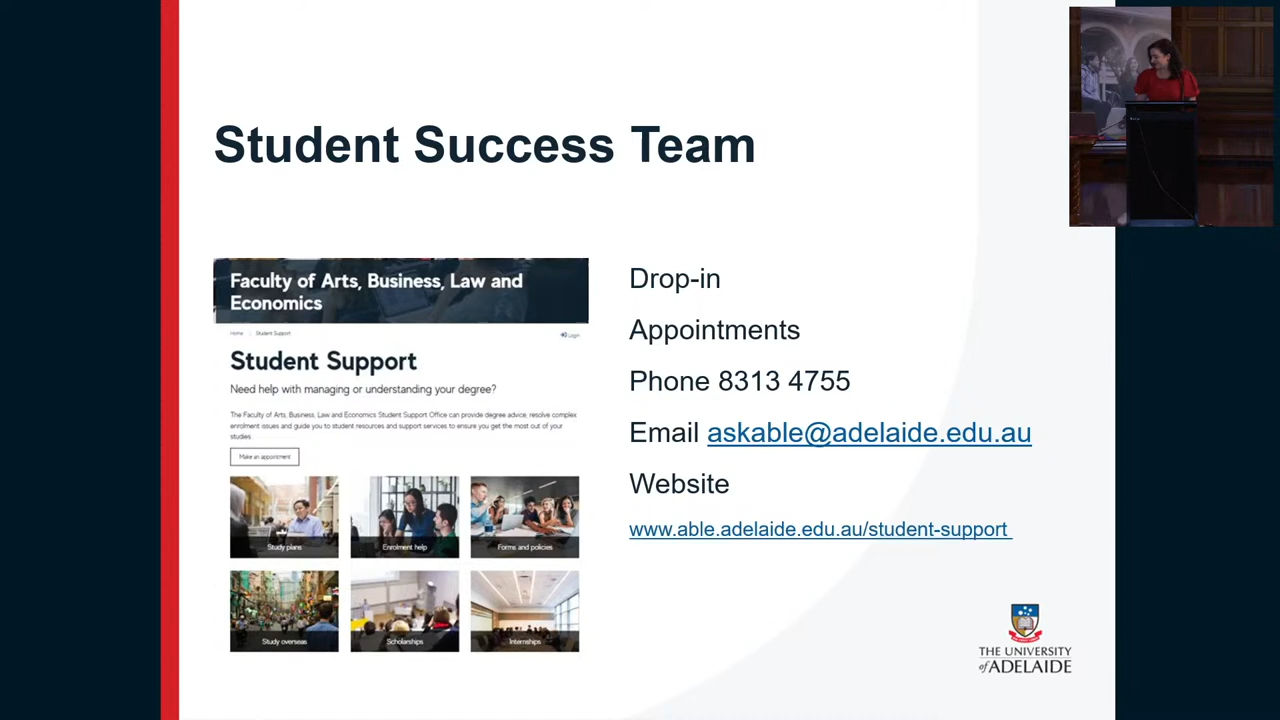 Student Success Team
Faculty of Arts, Business, Law and
Economics
Home
Student Support
Login
Student Support
Need help with managing or understanding your degree?
The Faculty of Arts, Business, Law and Economics Student Support Office can provide degree advice, resolve complex
enrolment issues and guide you to student resources and support services to ensure you get the most out of your
studies.
Make an appointment
Study plans
Enrolment help
Forms and policies
Study overseas
Scholarships
Internships
Drop-in
Appointments
Phone 8313 4755
Email askable@adelaide.edu.au
Website
www.able.adelaide.edu.au/student-support
THE UNIVERSITY
of ADELAIDE